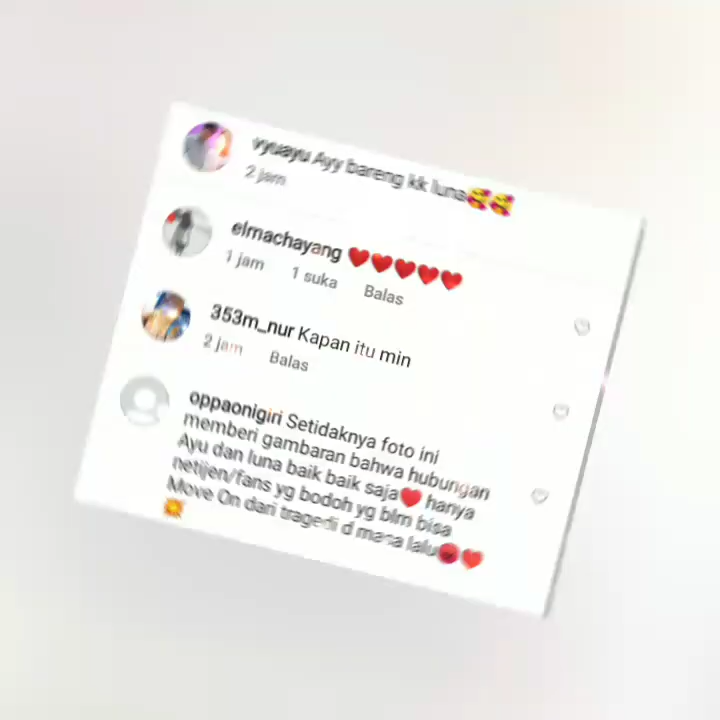 vyuayu Ayy bareng kk luna🥰🥰
2 jam
elmachayang ❤️❤️❤️❤️❤️
1 jam 1 suka Balas
353m_nur Kapan itu min
2 jam Balas
oppaonigiri Setidaknya foto ini
memberi gambaran bahwa hubungan
Ayu dan luna baik baik saja❤️ hanya
netijen/fans yg bodoh yg blm bisa
Move On dari tragedi d masa lalu😡❤️
💥